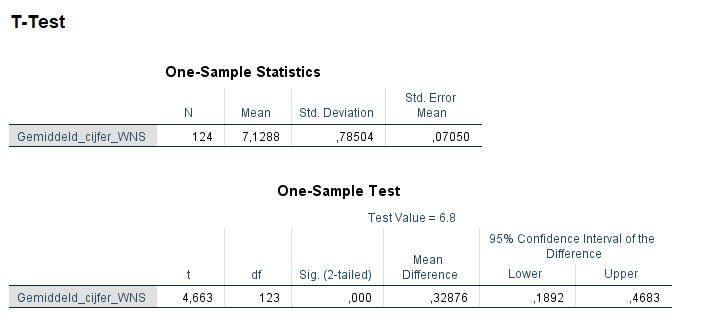 T-Test
One-Sample Statistics
N Mean Std. Deviation Std. Error Mean
Gemiddeld_cijfer_WNS 124 7,1288 ,78504 ,07050
One-Sample Test
Test Value = 6.8
t df Sig. (2-tailed) Mean Difference 95% Confidence Interval of the Difference
Lower Upper
Gemiddeld_cijfer_WNS 4,663 123 ,000 ,32876 ,1892 ,4683